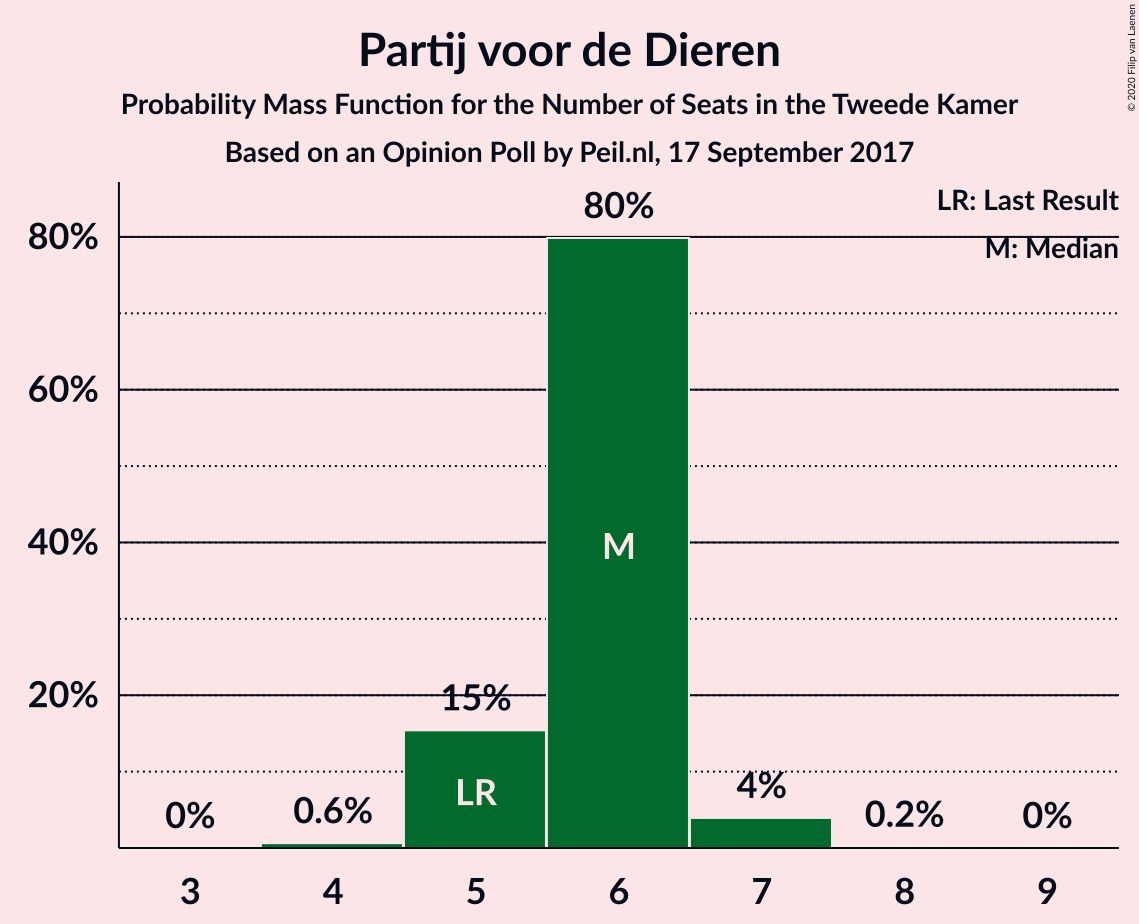 Partij voor de Dieren
Probability Mass Function for the Number of Seats in the Tweede Kamer
Based on an Opinion Poll by Peil.nl, 17 September 2017
© 2020 Filip van Laenen
LR: Last Result
M: Median
80%
60%
40%
20%
0%
0.6%
15%
80%
4%
0.2%
0%
LR
M
3 4 5 6 7 8 9